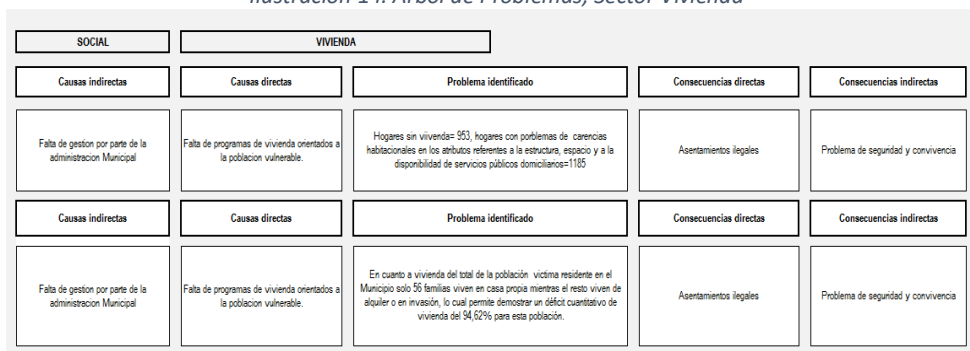 Ilustración 14. Árbol de Problemas, Sector Vivienda
SOCIAL
VIVIENDA
Causas indirectas
Causas directas
Problema identificado
Consecuencias directas
Consecuencias indirectas
Falta de gestion por parte de la
administracion Municipal
Falta de programas de vivienda orientados a
la poblacion vulnerable.
Hogares sin viivenda= 953, hogares con porblemas de carencias
habitacionales en los atributos referentes a la estructura, espacio y a la
disponibilidad de servicios públicos domiciliarios=1185
Asentamientos ilegales
Problema de seguridad y convivencia
Causas indirectas
Causas directas
Problema identificado
Consecuencias directas
Consecuencias indirectas
Falta de gestion por parte de la
administracion Municipal
Falta de programas de vivienda orientados a
la poblacion vulnerable.
En cuanto a vivienda del total de la población victima residente en el
Municipio solo 56 familias viven en casa propia mientras el resto viven de
alquiler o en invasión, lo cual permite demostrar un déficit cuantitativo de
vivienda del 94,62% para esta población.
Asentamientos ilegales
Problema de seguridad y convivencia